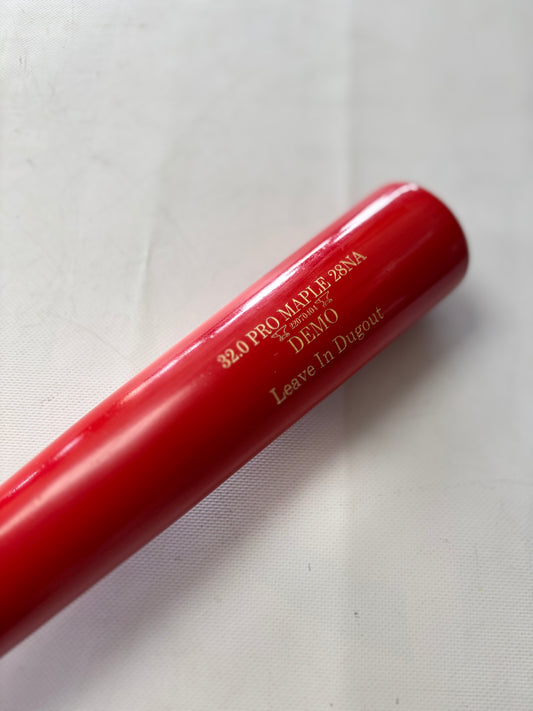 32.0 PRO MAPLE 28NA
DEMO
Leave In Dugout